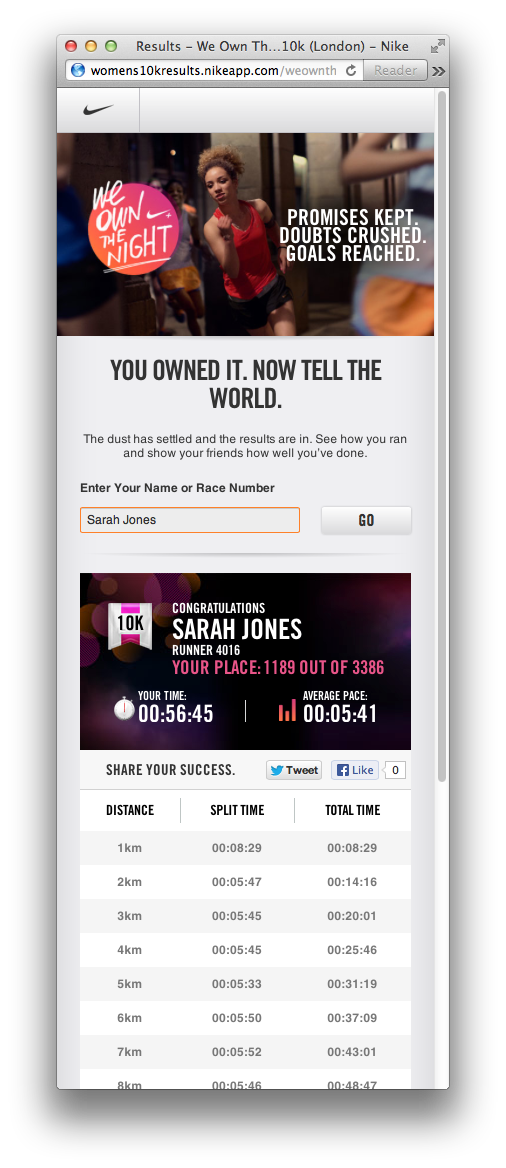 Results – We Own Th...10k (London) – Nike
womens10kresults.nikeapp.com/weownth
Reader
WE
OWN
THE
NIGHT
PROMISES KEPT.
DOUBTS CRUSHED.
GOALS REACHED.
YOU OWNED IT. NOW TELL THE
WORLD.
The dust has settled and the results are in. See how you ran
and show your friends how well you've done.
Enter Your Name or Race Number
Sarah Jones
GO
10K
CONGRATULATIONS
SARAH JONES
RUNNER 4016
YOUR PLACE: 1189 OUT OF 3386
YOUR TIME:
00:56:45
AVERAGE PACE:
00:05:41
SHARE YOUR SUCCESS.
Tweet
Like
0
DISTANCE SPLIT TIME TOTAL TIME
1km 00:08:29 00:08:29
2km 00:05:47 00:14:16
3km 00:05:45 00:20:01
4km 00:05:45 00:25:46
5km 00:05:33 00:31:19
6km 00:05:50 00:37:09
7km 00:05:52 00:43:01
8km 00:05:46 00:48:47